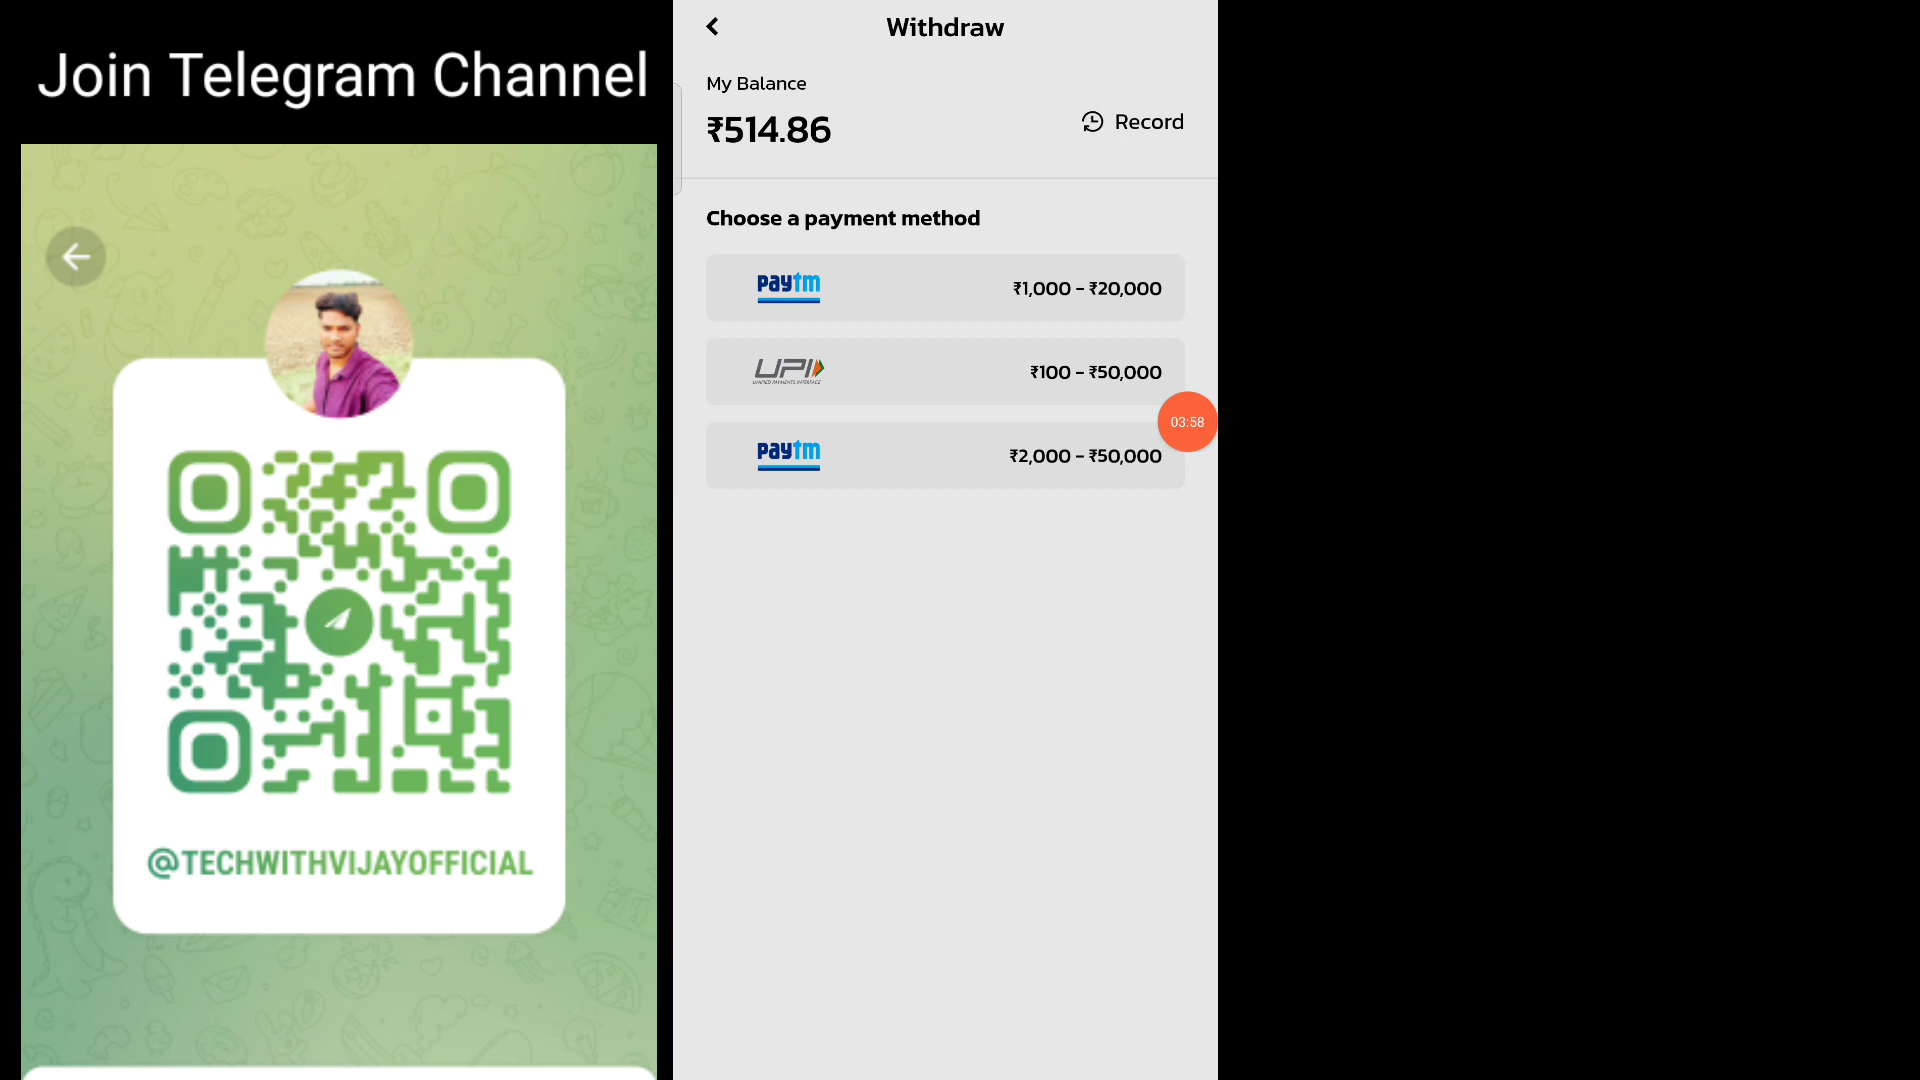 Join Telegram Channel
@TECHWITHVIJAYOFFICIAL
Withdraw
My Balance
₹514.86
Record
Choose a payment method
paytm
₹1,000 - ₹20,000
UPI
UNIFIED PAYMENTS INTERFACE
₹100 - ₹50,000
03:58
paytm
₹2,000 - ₹50,000